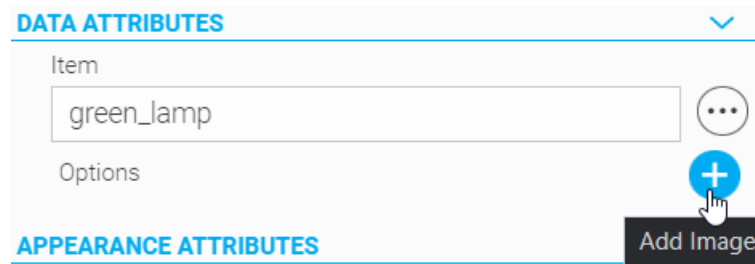 DATA ATTRIBUTES
Item
green_lamp
Options
Add Image
APPEARANCE ATTRIBUTES